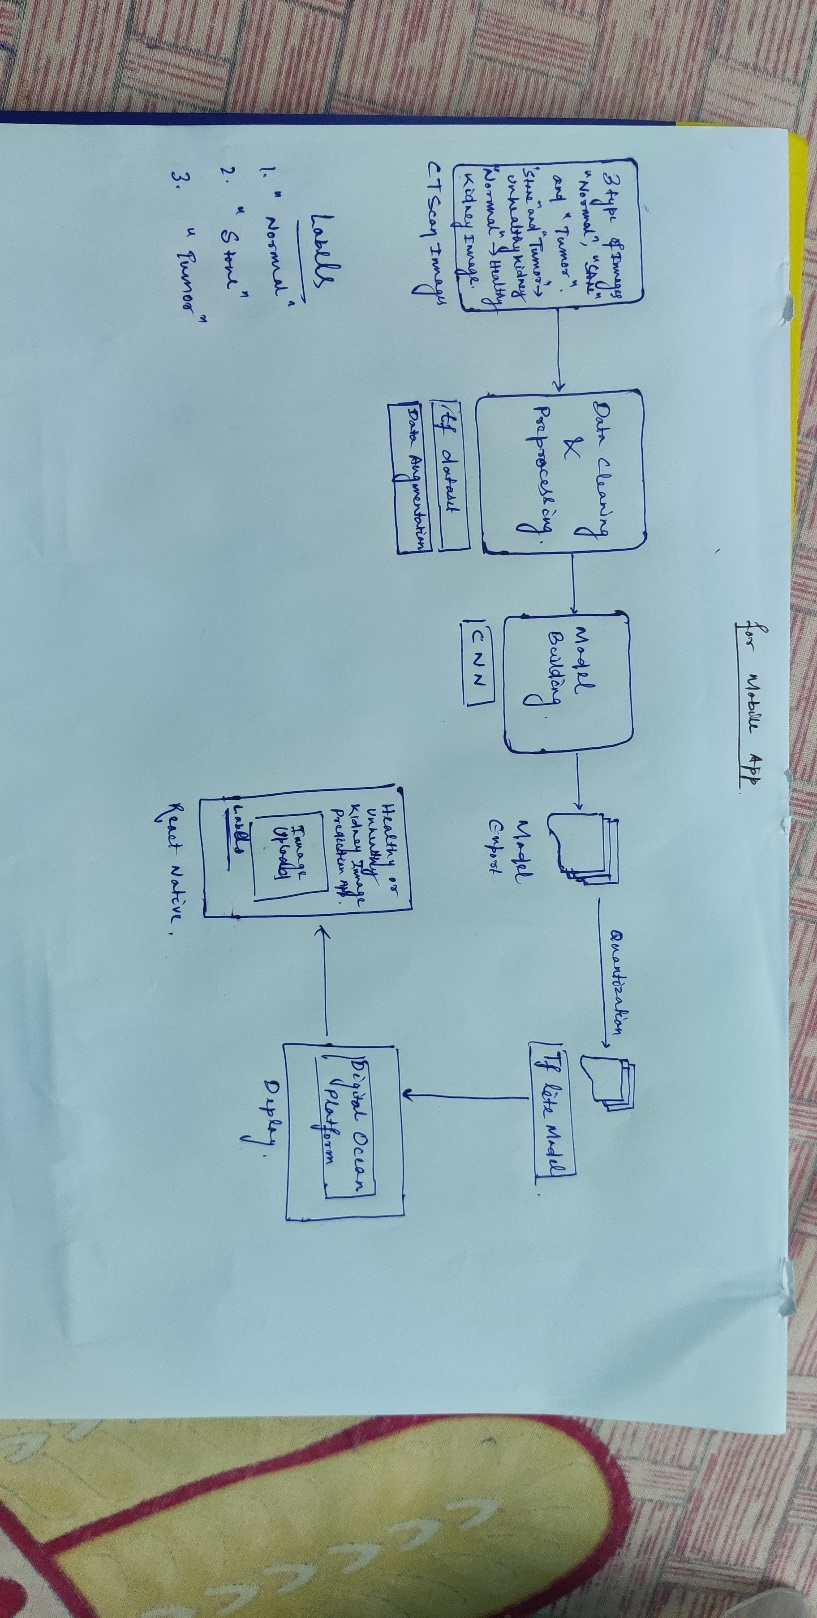 for Mobile App.
3 type of Images
"Normal", "Stone"
and "Tumor".
"Stone" and "Tumor" →
unhealthy kidney
"Normal" → Healthy
Kidney Image.
CT Scan Images
Data Cleaning
&
Preprocessing.
tf dataset
Data Augmentation
Model
Building.
CNN
Model
Export
Quantization
Tf lite Model
Digital Ocean
Platform
Deploy.
Healthy or
Unhealthy
Kidney Image
Prediction App.
Image
Upload
Labels
React Native.
Labels
1. "Normal"
2. "Stone"
3. "Tumor"